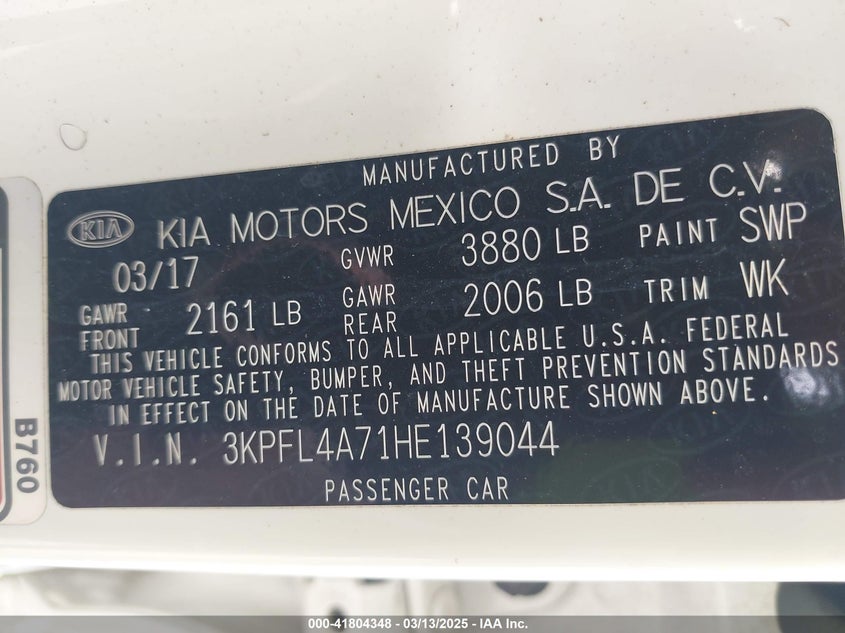 MANUFACTURED BY
KIA KIA MOTORS MEXICO S.A. DE C.V.
03/17 GVWR 3880 LB PAINT SWP
GAWR FRONT 2161 LB GAWR REAR 2006 LB TRIM WK
THIS VEHICLE CONFORMS TO ALL APPLICABLE U.S.A. FEDERAL
MOTOR VEHICLE SAFETY, BUMPER, AND THEFT PREVENTION STANDARDS
IN EFFECT ON THE DATE OF MANUFACTURE SHOWN ABOVE.
V.I.N. 3KPFL4A71HE139044
PASSENGER CAR
B760
000-41804348 - 03/13/2025 - IAA Inc.